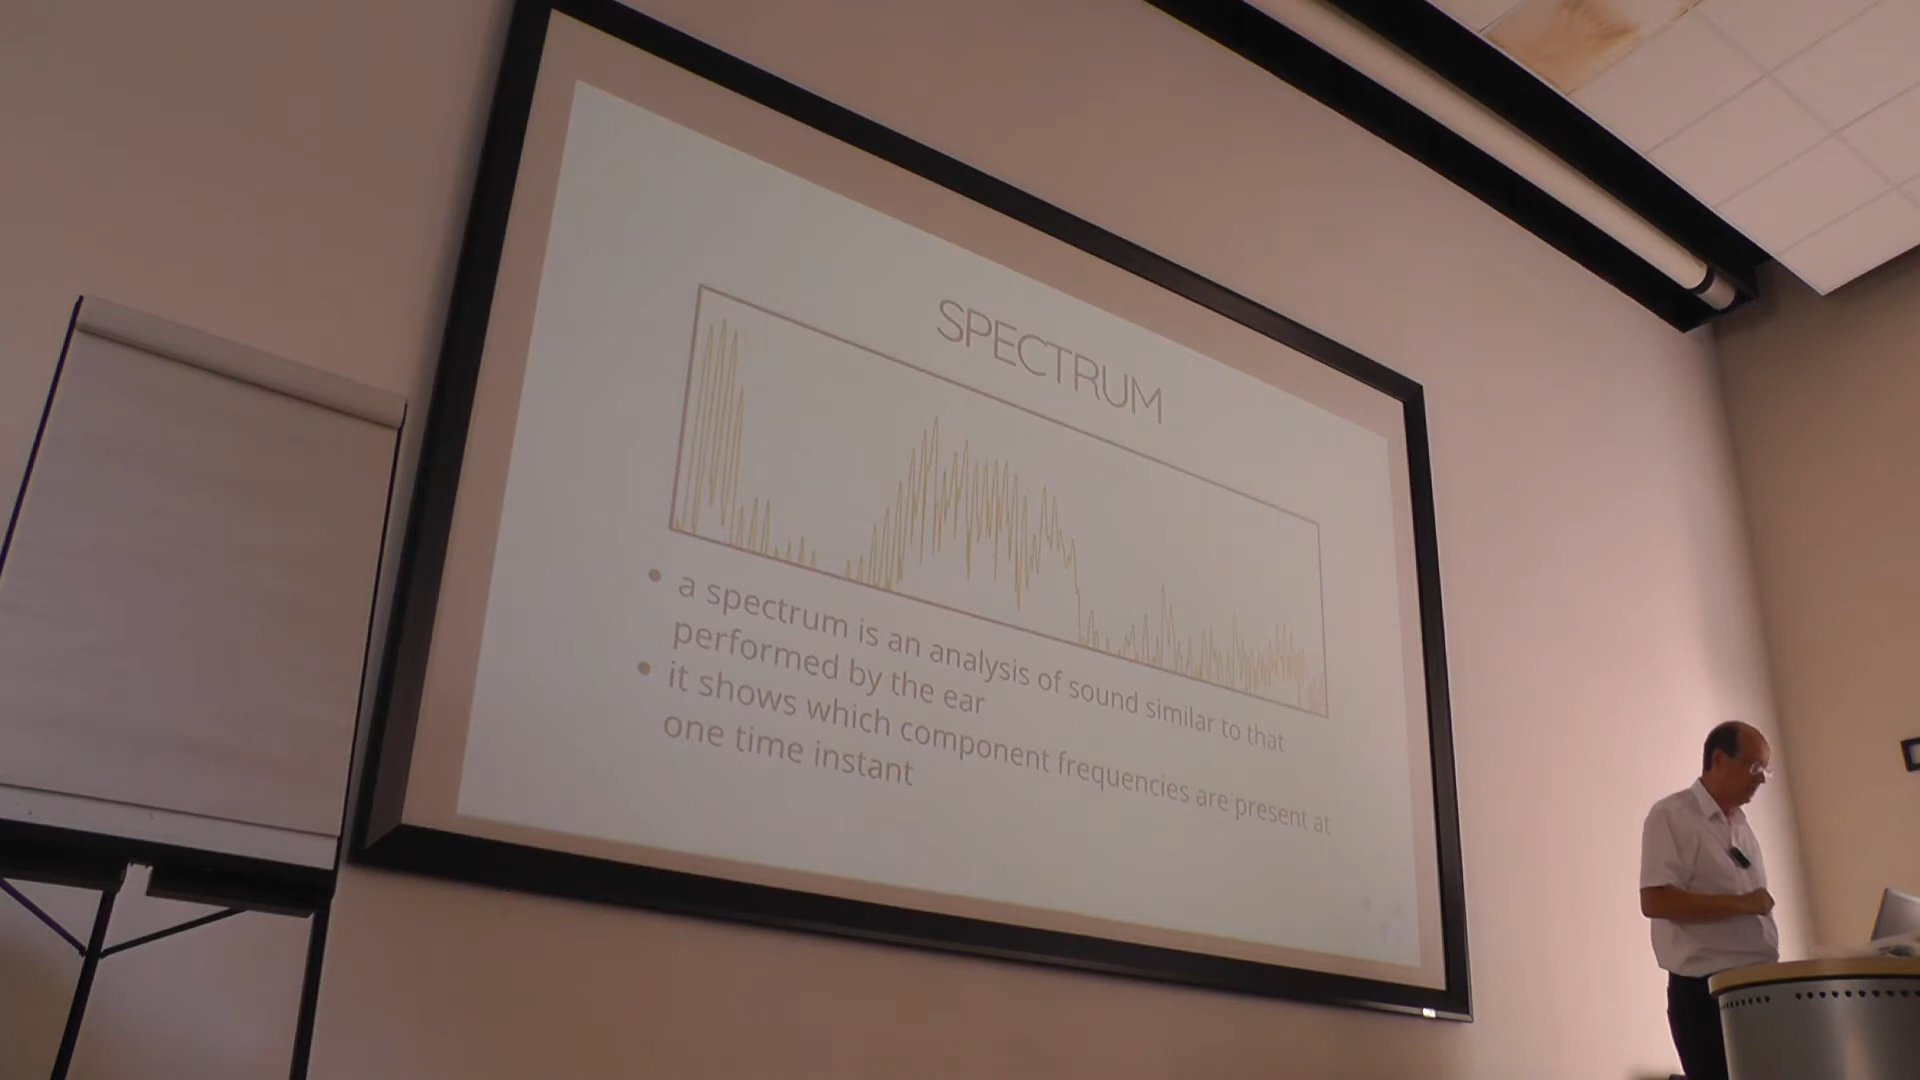 SPECTRUM
• a spectrum is an analysis of sound similar to that
performed by the ear
• it shows which component frequencies are present at
one time instant